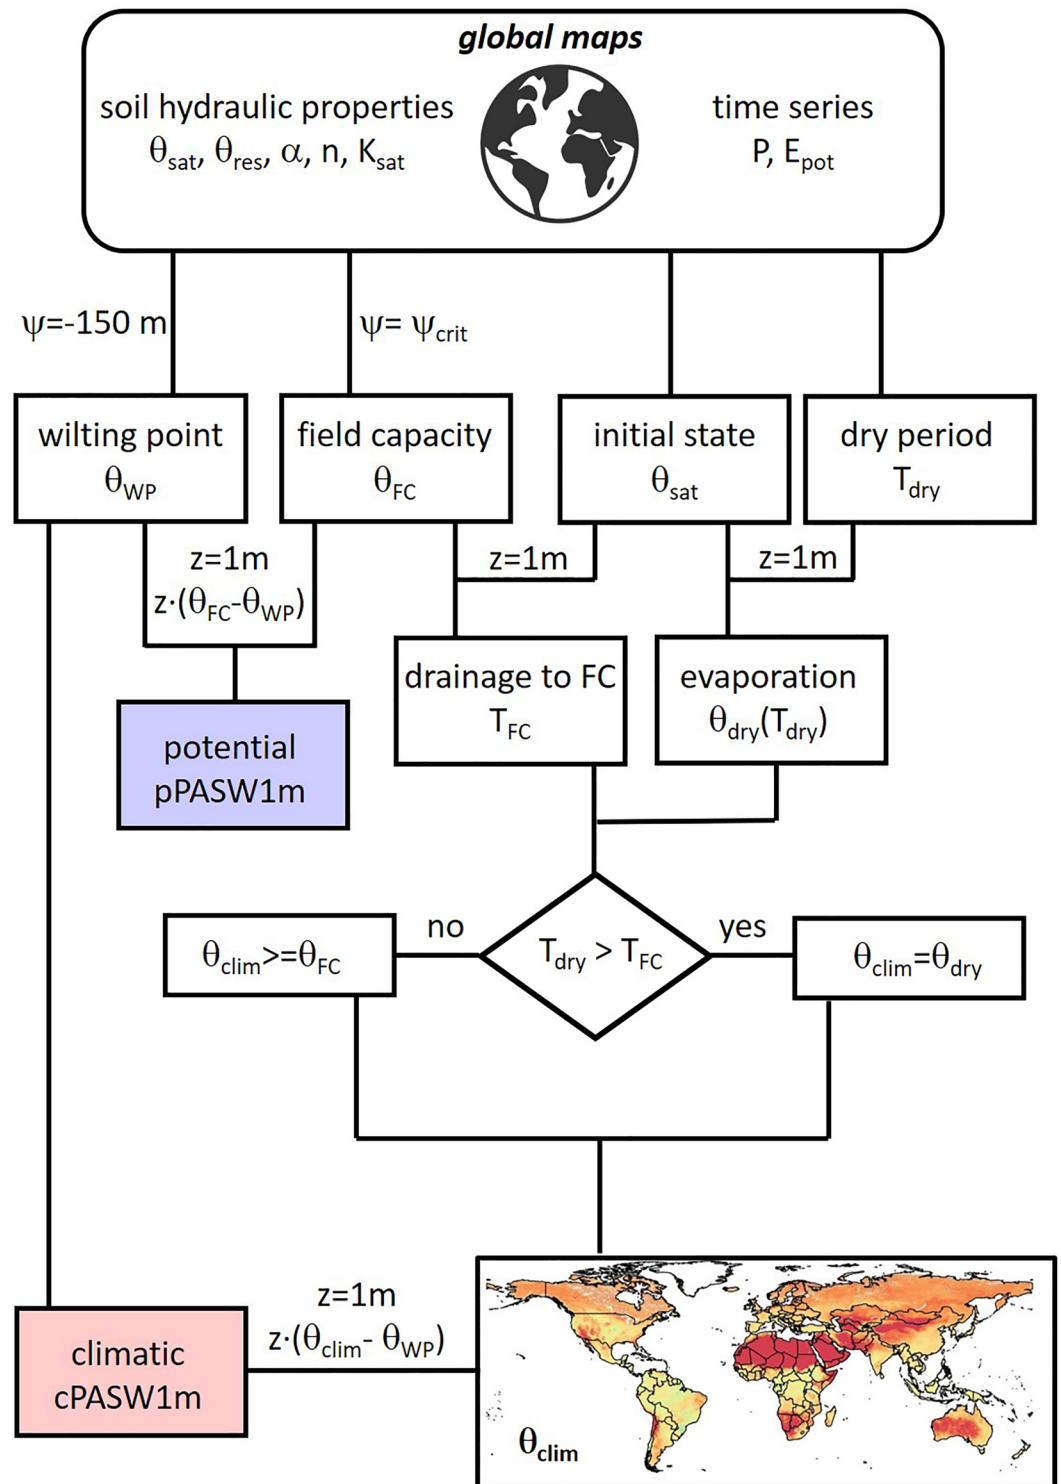 global maps
soil hydraulic properties
θsat, θres, α, n, Ksat
time series
P, Epot
ψ=-150 m
ψ= ψcrit
wilting point
θWP
field capacity
θFC
initial state
θsat
dry period
Tdry
z=1m
z·(θFC-θWP)
z=1m
z=1m
drainage to FC
TFC
evaporation
θdry(Tdry)
potential
pPASW1m
no
Tdry > TFC
yes
θclim>=θFC
θclim=θdry
climatic
cPASW1m
z=1m
z·(θclim- θWP)
θclim